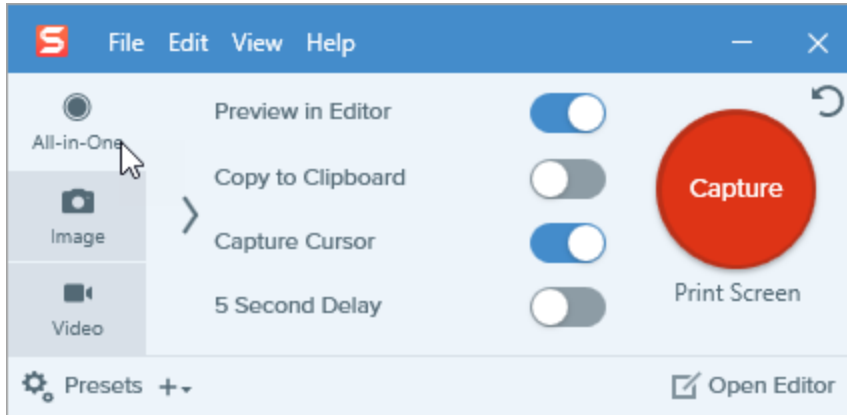 S File Edit View Help
All-in-One
Image
Video
Preview in Editor
Copy to Clipboard
Capture Cursor
5 Second Delay
Capture
Print Screen
Presets
Open Editor